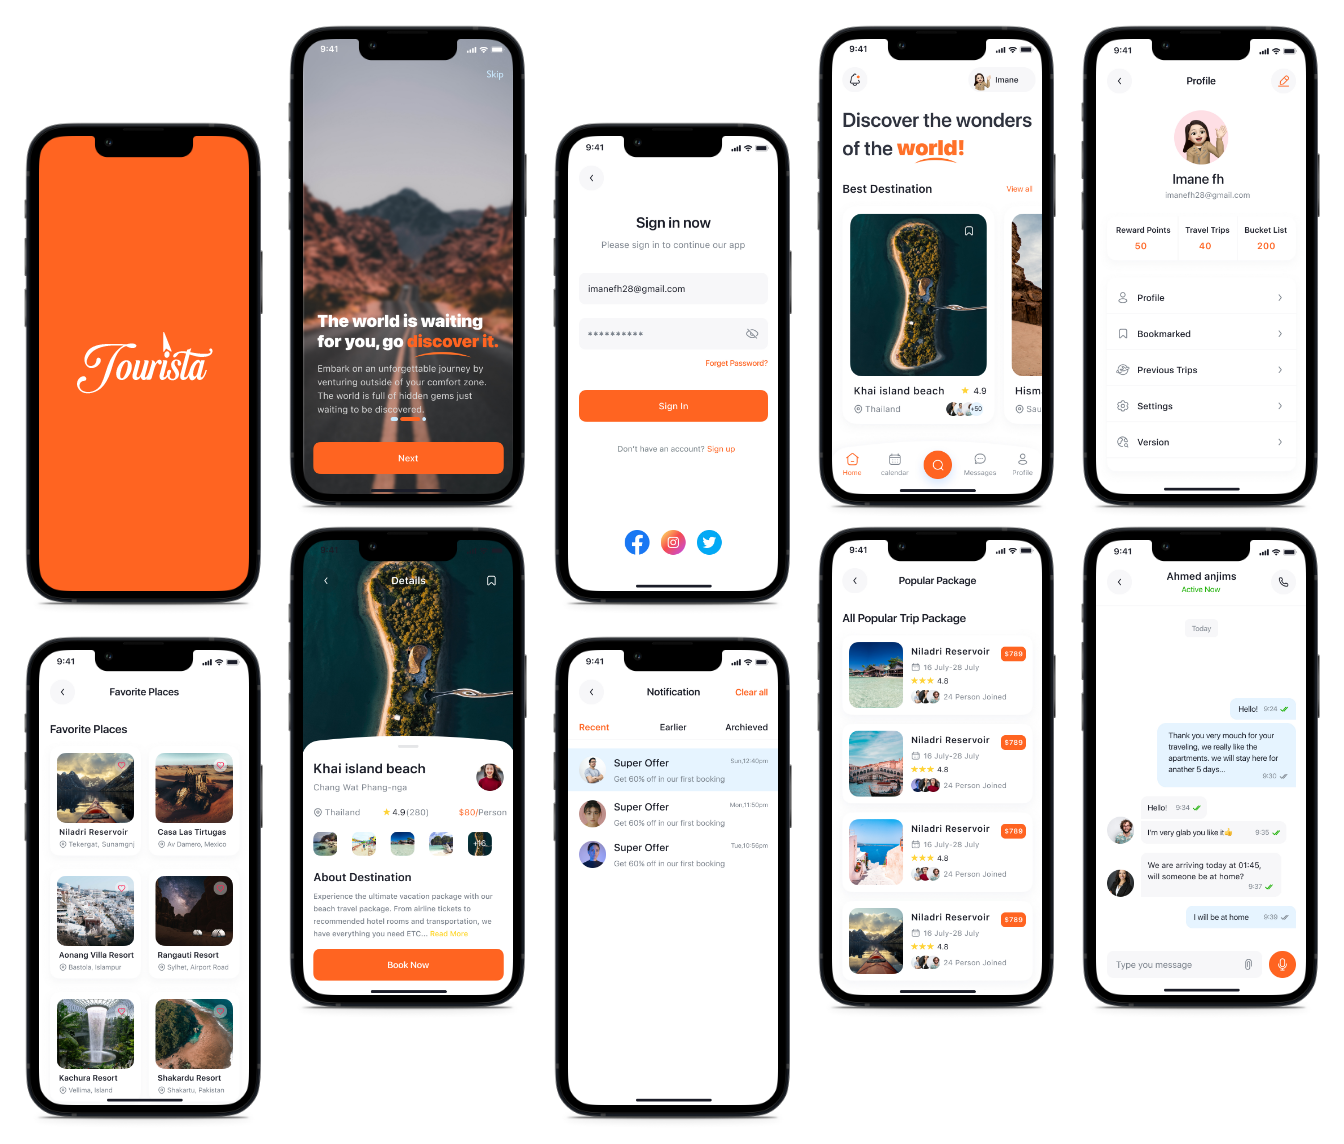 Tourista
9:41
Skip
The world is waiting
for you, go discover it.
Embark on an unforgettable journey by
venturing outside of your comfort zone.
The world is full of hidden gems just
waiting to be discovered.
Next
9:41
Sign in now
Please sign in to continue our app
imanefh28@gmail.com
**********
Forget Password?
Sign In
Don't have an account? Sign up
9:41
Imane
Discover the wonders
of the world!
Best Destination
View all
Khai island beach
4.9
Thailand
+50
Hism
Sau
Home
calendar
Messages
Profile
9:41
Profile
Imane fh
imanefh28@gmail.com
Reward Points
50
Travel Trips
40
Bucket List
200
Profile
Bookmarked
Previous Trips
Settings
Version
9:41
Favorite Places
Favorite Places
Niladri Reservoir
Tekergat, Sunamgnj
Casa Las Tirtugas
Av Damero, Mexico
Aonang Villa Resort
Bastola, Islampur
Rangauti Resort
Sylhet, Airport Road
Kachura Resort
Vellima, Island
Shakardu Resort
Shakartu, Pakistan
9:41
Details
Khai island beach
Chang Wat Phang-nga
Thailand
4.9(280)
$80/Person
+16
About Destination
Experience the ultimate vacation package with our
beach travel package. From airline tickets to
recommended hotel rooms and transportation, we
have everything you need ETC... Read More
Book Now
9:41
Notification
Clear all
Recent
Earlier
Archieved
Super Offer
Sun,12:40pm
Get 60% off in our first booking
Super Offer
Mon,11:50pm
Get 60% off in our first booking
Super Offer
Tue,10:56pm
Get 60% off in our first booking
9:41
Popular Package
All Popular Trip Package
Niladri Reservoir
$789
16 July-28 July
4.8
24 Person Joined
Niladri Reservoir
$789
16 July-28 July
4.8
24 Person Joined
Niladri Reservoir
$789
16 July-28 July
4.8
24 Person Joined
Niladri Reservoir
$789
16 July-28 July
4.8
24 Person Joined
9:41
Ahmed anjims
Active Now
Today
Hello! 9:24
Thank you very mouch for your
traveling, we really like the
apartments. we will stay here for
anather 5 days...
9:30
Hello! 9:34
I'm very glab you like it👍 9:35
We are arriving today at 01:45,
will someone be at home?
9:37
I will be at home 9:39
Type you message